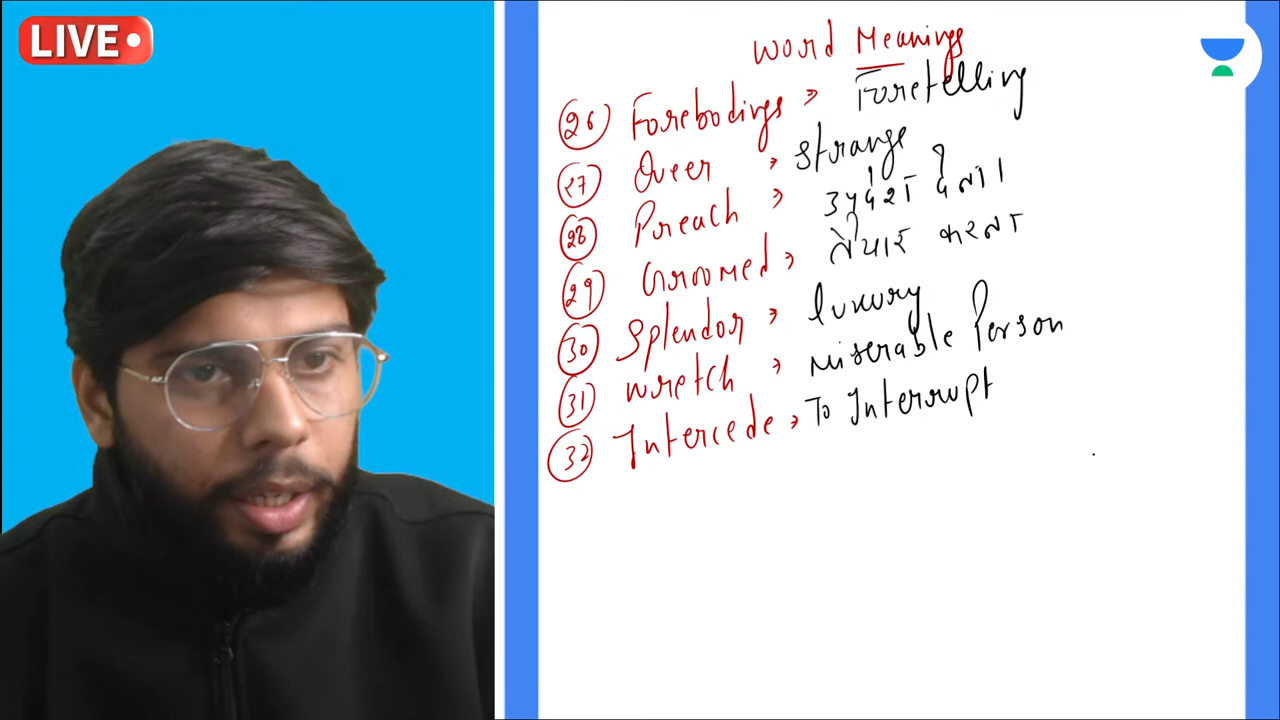 LIVE
Word Meanings
26 Forebodings → Foretelling
27 Queer → strange
28 Preach → उपदेश देना।
29 Groomed → तैयार करना
30 Splendor → luxury
31 Wretch → Miserable Person
32 Intercede → To Interrupt